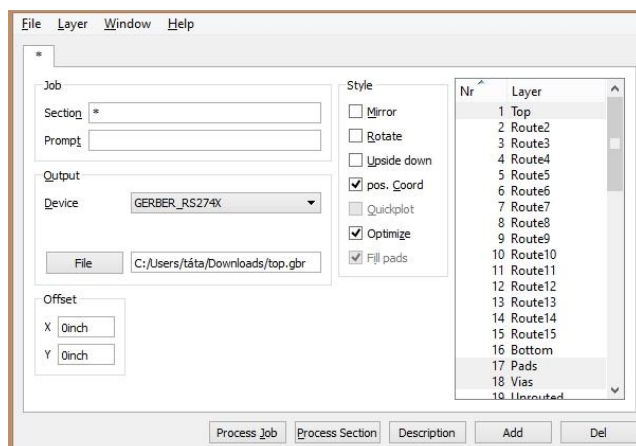 File Layer Window Help
*
Job
Section *
Prompt
Output
Device GERBER_RS274X
File C:/Users/táta/Downloads/top.gbr
Offset
X 0inch
Y 0inch
Style
Mirror
Rotate
Upside down
pos. Coord
Quickplot
Optimize
Fill pads
Nr Layer
1 Top
2 Route2
3 Route3
4 Route4
5 Route5
6 Route6
7 Route7
8 Route8
9 Route9
10 Route10
11 Route11
12 Route12
13 Route13
14 Route14
15 Route15
16 Bottom
17 Pads
18 Vias
19 Unrouted
Process Job Process Section Description Add Del